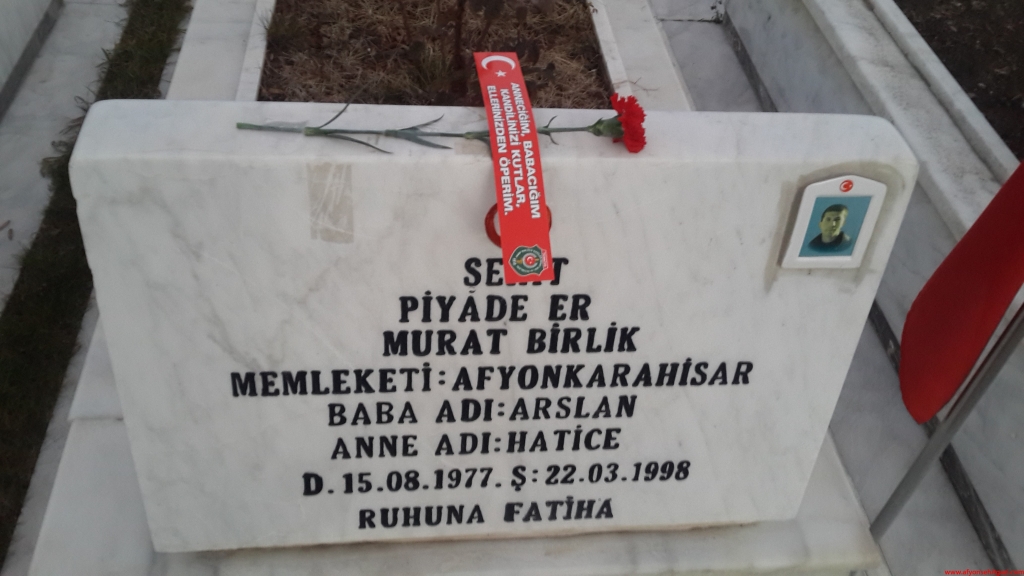 ANNECİĞİM, BABACIĞIM
KANDİLİNİZİ KUTLAR,
ELLERİNİZDEN ÖPERİM.
PİYADE ER
MURAT BİRLİK
MEMLEKETİ:AFYONKARAHİSAR
BABA ADI:ARSLAN
ANNE ADI:HATİCE
D.15.08.1977. Ş:22.03.1998
RUHUNA FATİHA